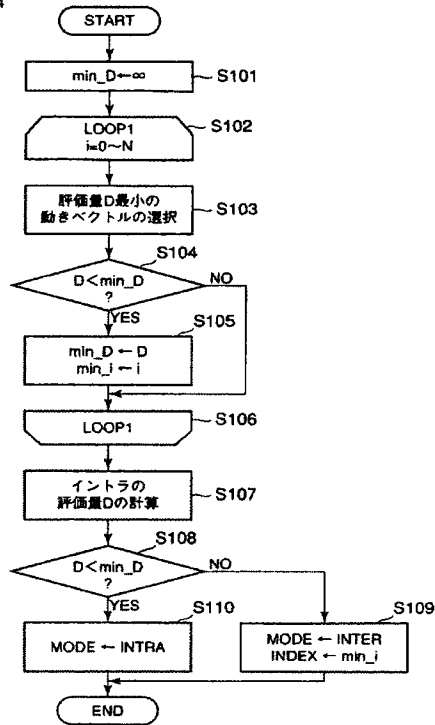 START
min_D←∞
S101
LOOP1
i=0～N
S102
評価量D最小の
動きベクトルの選択
S103
S104
D<min_D
?
NO
YES
S105
min_D ← D
min_i ← i
LOOP1
S106
イントラの
評価量Dの計算
S107
S108
D<min_D
?
NO
YES
S110
MODE ← INTRA
S109
MODE ← INTER
INDEX ← min_i
END